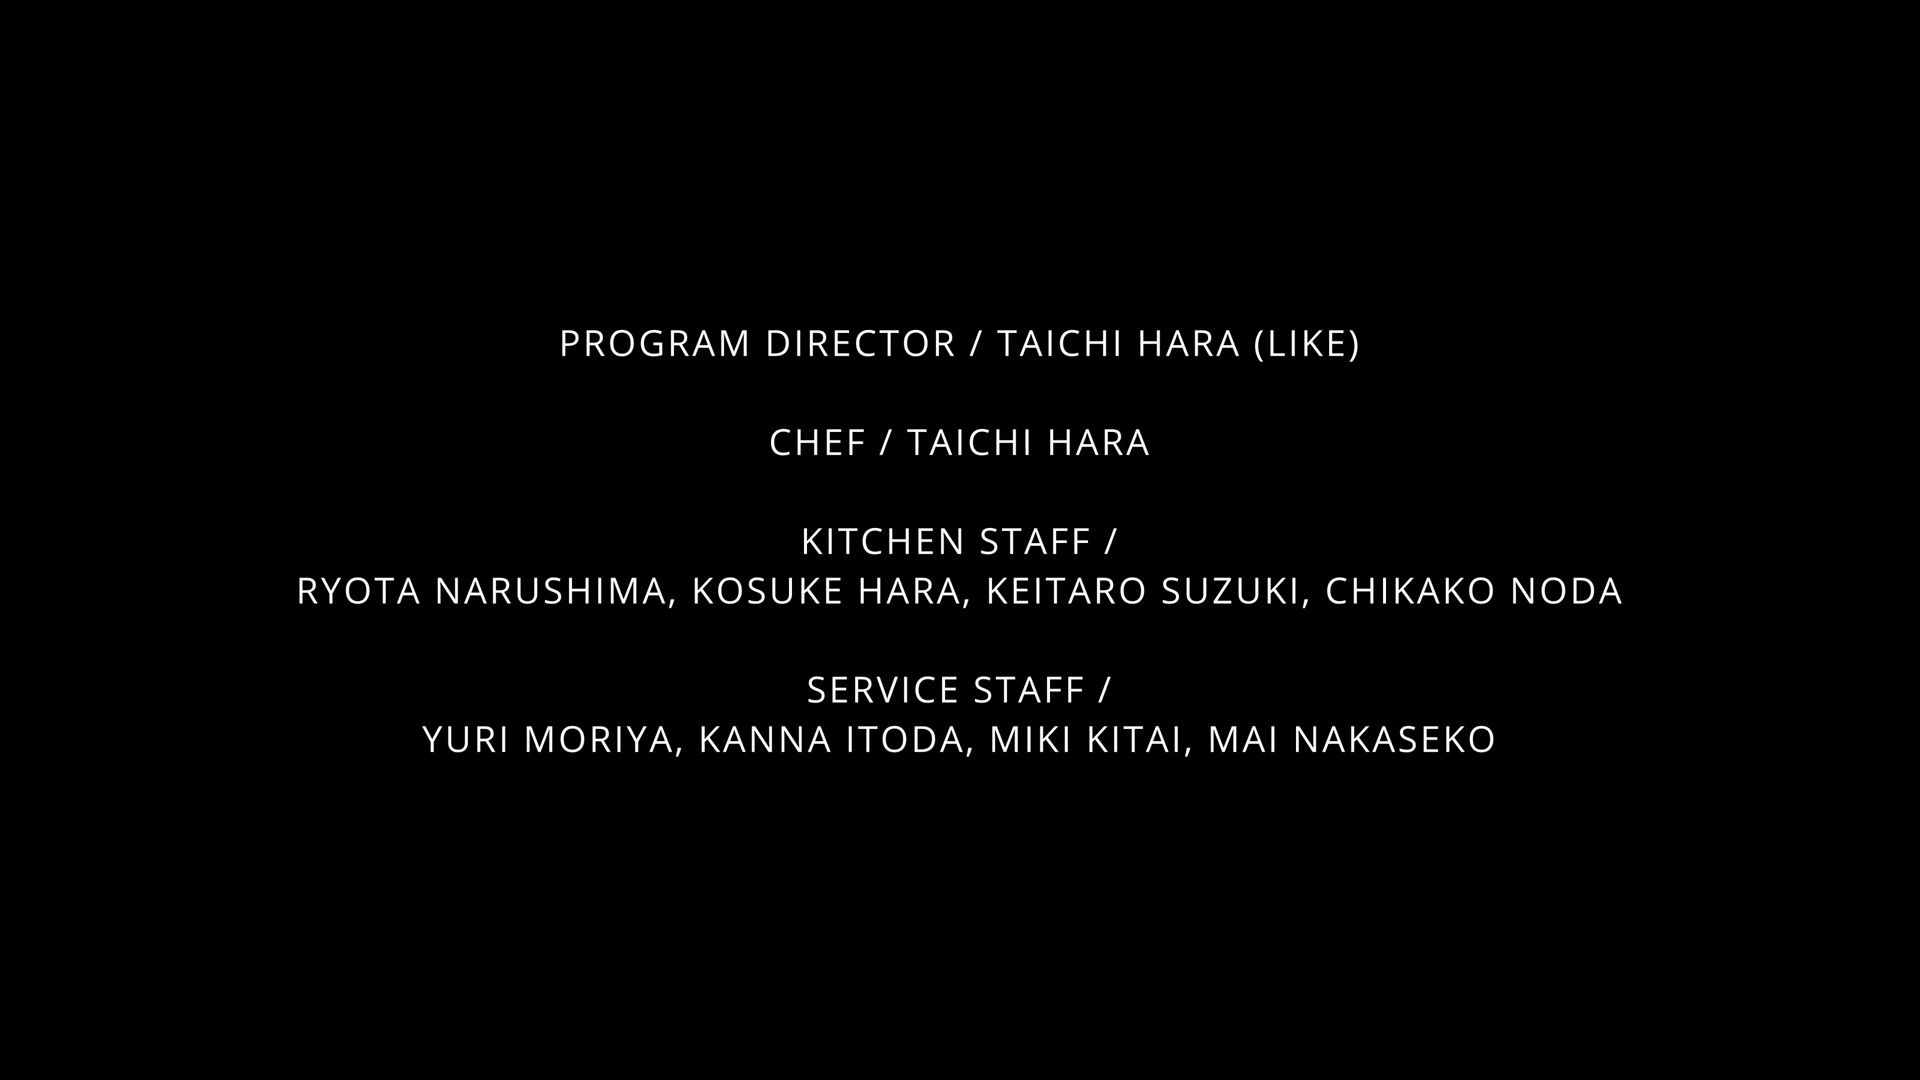 PROGRAM DIRECTOR / TAICHI HARA (LIKE)
CHEF / TAICHI HARA
KITCHEN STAFF /
RYOTA NARUSHIMA, KOSUKE HARA, KEITARO SUZUKI, CHIKAKO NODA
SERVICE STAFF /
YURI MORIYA, KANNA ITODA, MIKI KITAI, MAI NAKASEKO